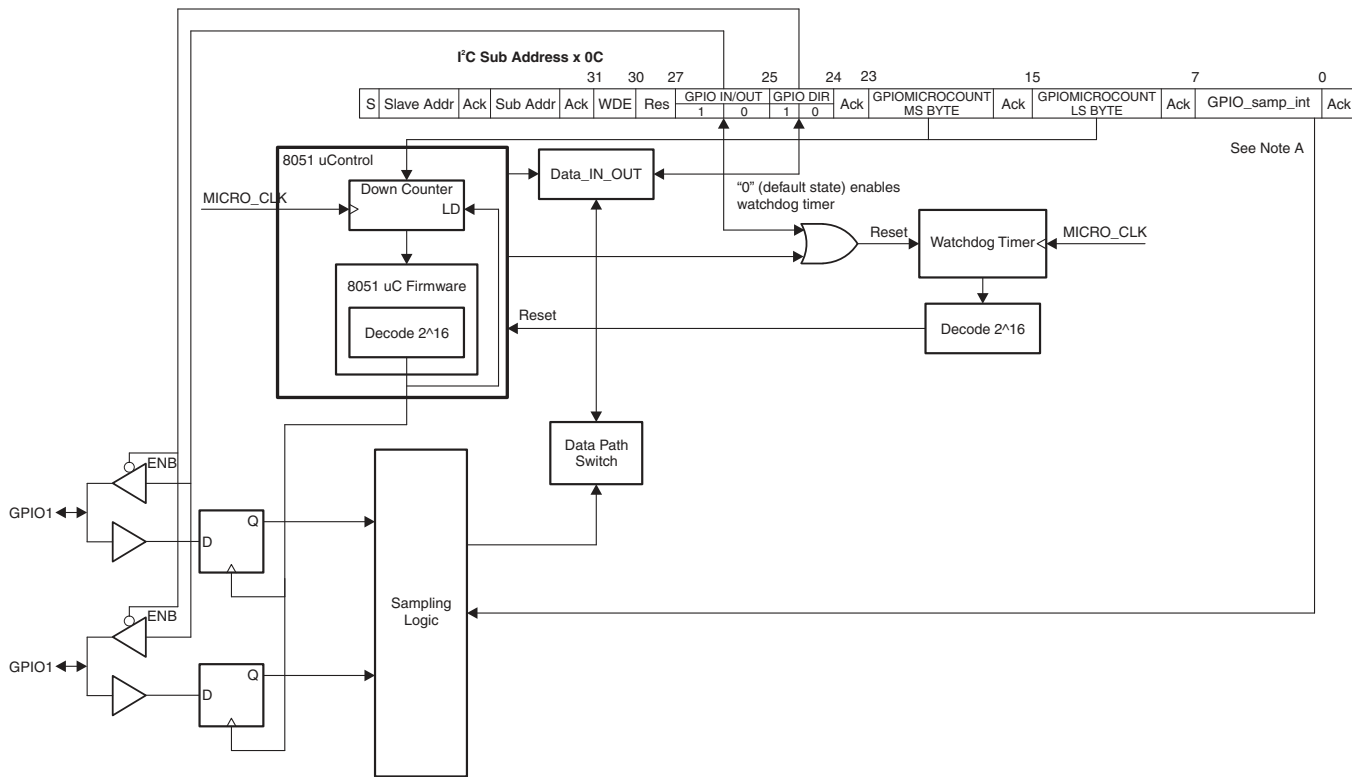 I²C Sub Address x 0C
31 30 27 25 24 23 15 7 0
S Slave Addr Ack Sub Addr Ack WDE Res GPIO IN/OUT GPIO DIR Ack GPIOMICROCOUNT Ack GPIOMICROCOUNT Ack GPIO_samp_int Ack
1 0 1 0 MS BYTE LS BYTE
See Note A
8051 uControl
Data_IN_OUT
MICRO_CLK
Down Counter
LD
"0" (default state) enables
watchdog timer
Reset
Watchdog Timer
MICRO_CLK
8051 uC Firmware
Decode 2^16
Reset
Decode 2^16
Data Path
Switch
ENB
GPIO1
D
Q
Sampling
Logic
ENB
GPIO1
D
Q